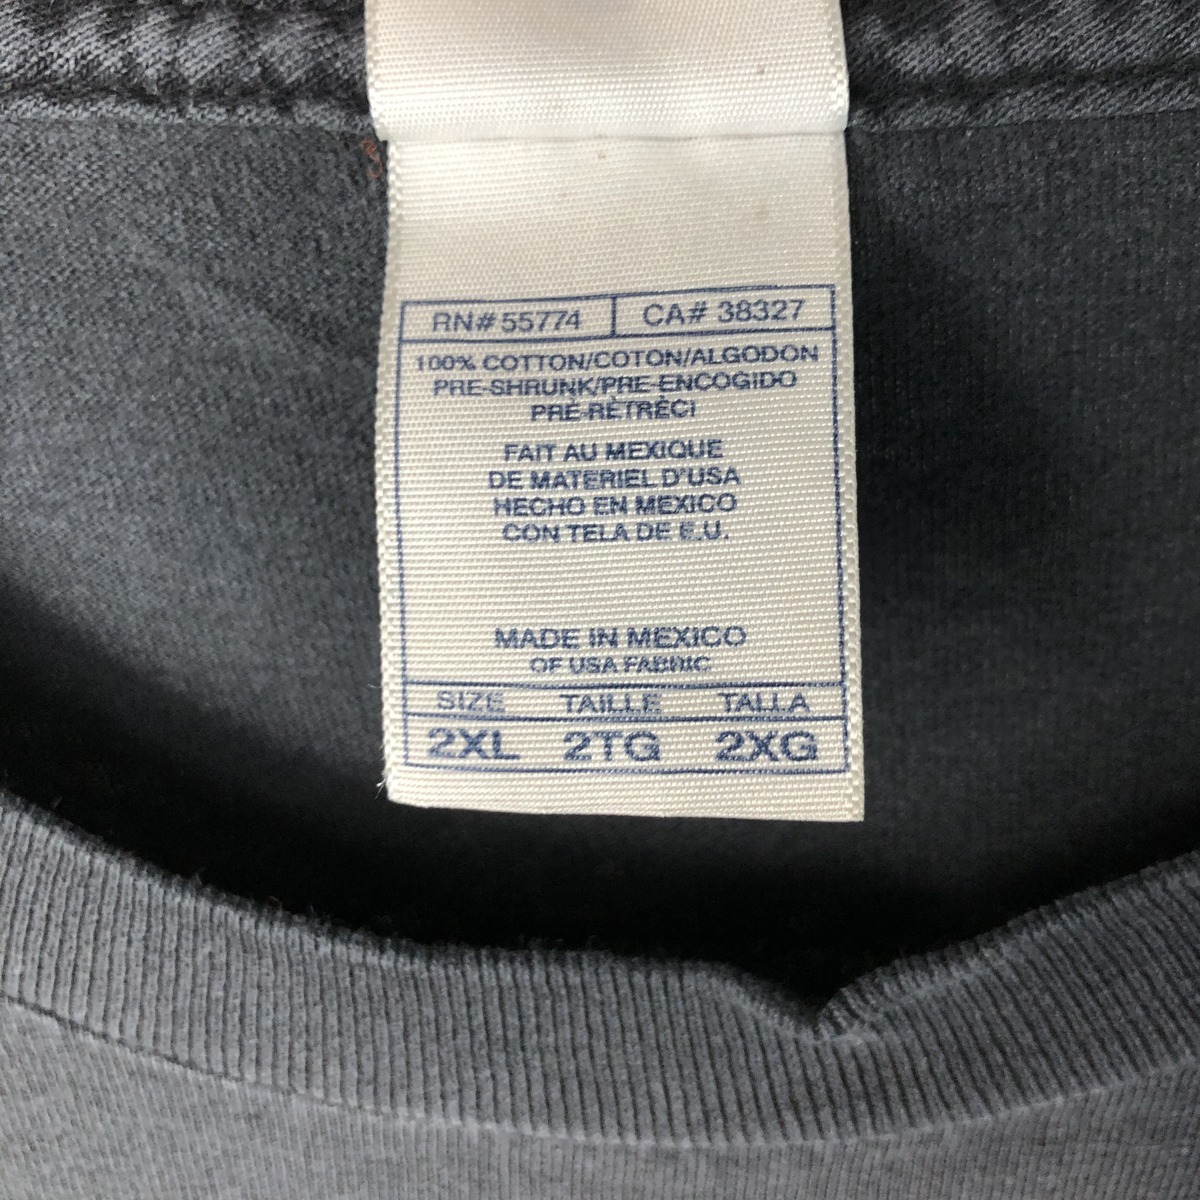 RN# 55774 CA# 38327
100% COTTON/COTON/ALGODON
PRE-SHRUNK/PRE-ENCOGIDO
PRÉ-RÉTRÉCI
FAIT AU MEXIQUE
DE MATERIEL D'USA
HECHO EN MEXICO
CON TELA DE E.U.
MADE IN MEXICO
OF USA FABRIC
SIZE TAILLE TALLA
2XL 2TG 2XG